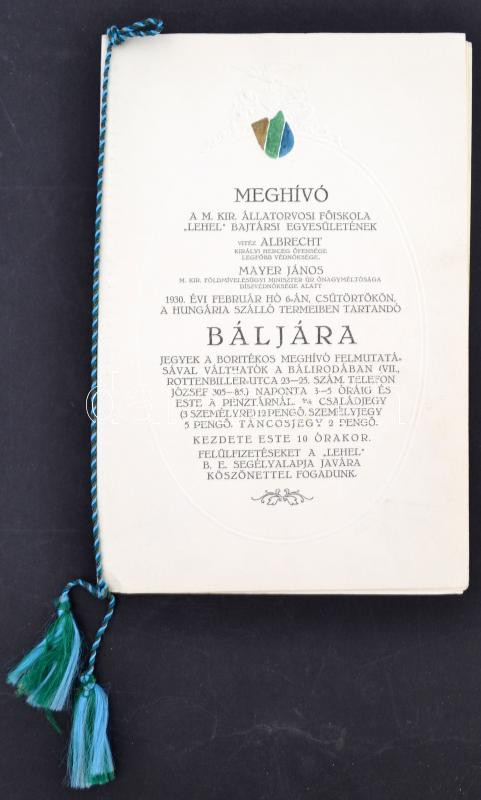 MEGHÍVÓ
A M. KIR. ÁLLATORVOSI FŐISKOLA
„LEHEL" BAJTÁRSI EGYESÜLETÉNEK
VITÉZ ALBRECHT
KIRÁLYI HERCEG ŐFENSÉGE
LEGFŐBB VÉDNÖKSÉGE,
MAYER JÁNOS
M. KIR. FÖLDMÍVELÉSÜGYI MINISZTER ÚR ŐNAGYMÉLTÓSÁGA
DÍSZVÉDNÖKSÉGE ALATT
1930. ÉVI FEBRUÁR HÓ 6-ÁN, CSÜTÖRTÖKÖN,
A HUNGÁRIA SZÁLLÓ TERMEIBEN TARTANDÓ
BÁLJÁRA
JEGYEK A BORITÉKOS MEGHÍVÓ FELMUTATÁ-
SÁVAL VÁLTHATÓK A BÁLIRODÁBAN (VII.,
ROTTENBILLER-UTCA 23—25. SZÁM. TELEFON
JÓZSEF 305—85.) NAPONTA 3—5 ÓRÁIG ÉS
ESTE A PÉNZTÁRNÁL. CSALÁDJEGY
(3 SZEMÉLYRE) 12 PENGŐ. SZEMÉLYJEGY
5 PENGŐ. TÁNCOSJEGY 2 PENGŐ.
KEZDETE ESTE 10 ÓRAKOR.
FELÜLFIZETÉSEKET A „LEHEL"
B. E. SEGÉLYALAPJA JAVÁRA
KÖSZÖNETTEL FOGADUNK.